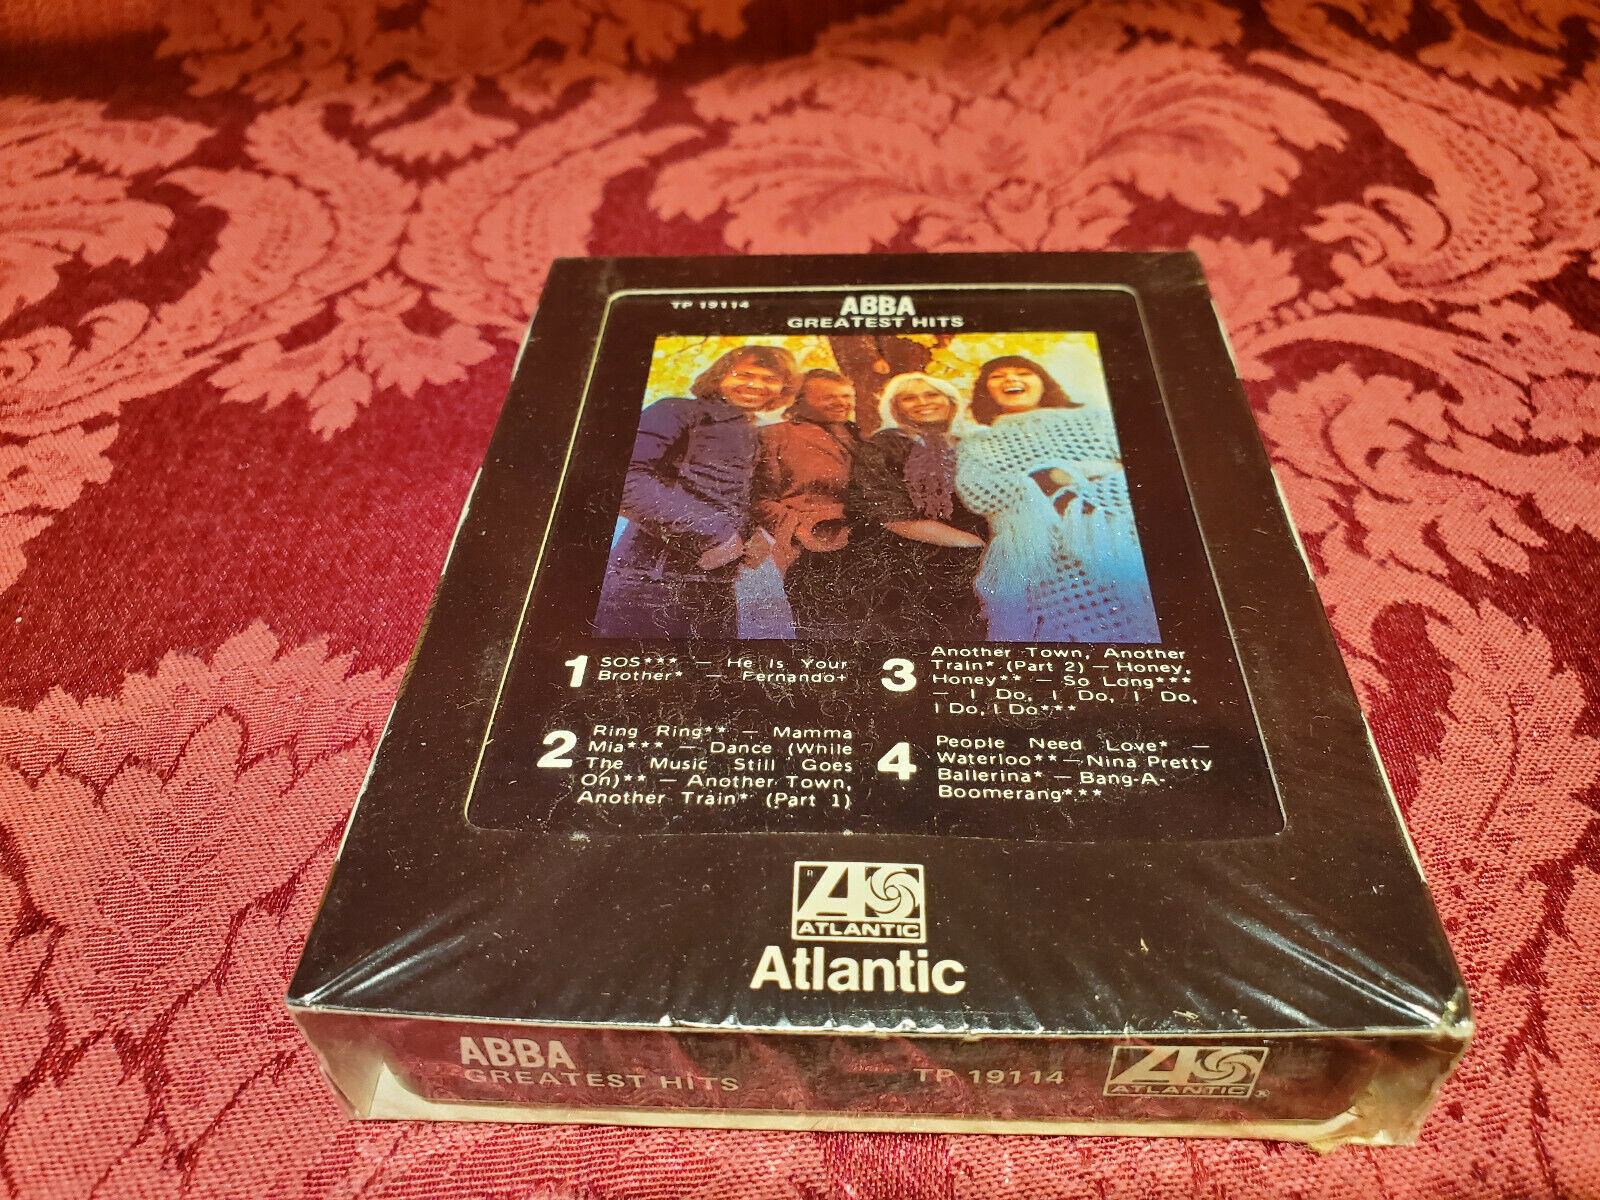 TP 19114
ABBA
GREATEST HITS
1 SOS*** — He Is Your
Brother* — Fernando+
2 Ring Ring** — Mamma
Mia*** — Dance (While
The Music Still Goes
On)** — Another Town,
Another Train* (Part 1)
3 Another Town, Another
Train* (Part 2) — Honey,
Honey** — So Long***
— I Do, I Do, I Do,
I Do, I Do***
4 People Need Love* —
Waterloo** — Nina Pretty
Ballerina* — Bang-A-
Boomerang***
ATLANTIC
Atlantic
ABBA
GREATEST HITS
TP 19114
ATLANTIC